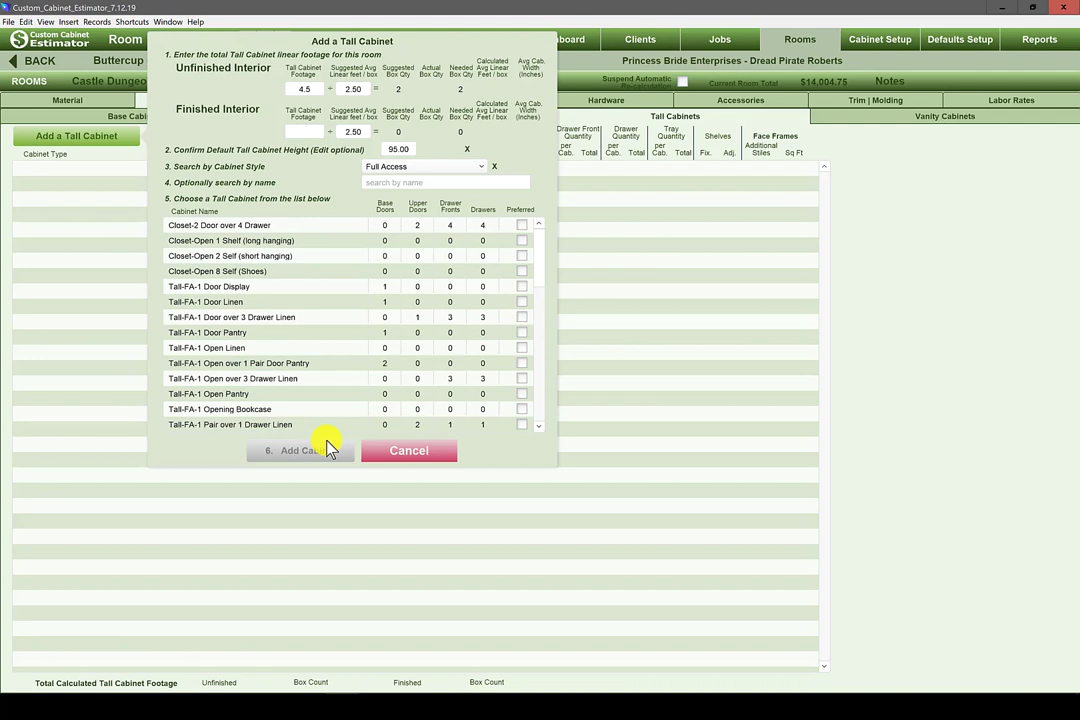 Custom_Cabinet_Estimator_7.12.19
File Edit View Insert Records Shortcuts Window Help
Custom Cabinet Estimator Room board Clients Jobs Rooms Cabinet Setup Defaults Setup Reports
BACK Buttercup Princess Bride Enterprises - Dread Pirate Roberts
ROOMS Castle Dungeo Suspend Automatic Re-calculation Current Room Total $14,004.75 Notes
Material Hardware Accessories Trim | Moulding Labor Rates
Base Cabi Tall Cabinets Vanity Cabinets
Add a Tall Cabinet
Cabinet Type
Drawer Front Quantity Drawer Quantity Tray Quantity Shelves Face Frames
per Cab. Total per Cab. Total per Cab. Total Fix. Adj. Additional Stiles Sq Ft
Add a Tall Cabinet
1. Enter the total Tall Cabinet linear footage for this room
Unfinished Interior
Tall Cabinet Footage Suggested Avg Linear feet / box Suggested Box Qty Actual Box Qty Needed Box Qty Calculated Avg Linear Feet / box Avg Cab. Width (Inches)
4.5 ÷ 2.50 = 2 2
Finished Interior
Tall Cabinet Footage Suggested Avg Linear feet / box Suggested Box Qty Actual Box Qty Needed Box Qty Calculated Avg Linear Feet / box Avg Cab. Width (Inches)
÷ 2.50 = 0 0
2. Confirm Default Tall Cabinet Height (Edit optional) 95.00 X
3. Search by Cabinet Style Full Access X
4. Optionally search by name search by name
5. Choose a Tall Cabinet from the list below
Cabinet Name Base Doors Upper Doors Drawer Fronts Drawers Preferred
Closet-2 Door over 4 Drawer 0 2 4 4
Closet-Open 1 Shelf (long hanging) 0 0 0 0
Closet-Open 2 Self (short hanging) 0 0 0 0
Closet-Open 8 Self (Shoes) 0 0 0 0
Tall-FA-1 Door Display 1 0 0 0
Tall-FA-1 Door Linen 1 0 0 0
Tall-FA-1 Door over 3 Drawer Linen 0 1 3 3
Tall-FA-1 Door Pantry 1 0 0 0
Tall-FA-1 Open Linen 0 0 0 0
Tall-FA-1 Open over 1 Pair Door Pantry 2 0 0 0
Tall-FA-1 Open over 3 Drawer Linen 0 0 3 3
Tall-FA-1 Open Pantry 0 0 0 0
Tall-FA-1 Opening Bookcase 0 0 0 0
Tall-FA-1 Pair over 1 Drawer Linen 0 2 1 1
6. Add Cabi Cancel
Total Calculated Tall Cabinet Footage Unfinished Box Count Finished Box Count